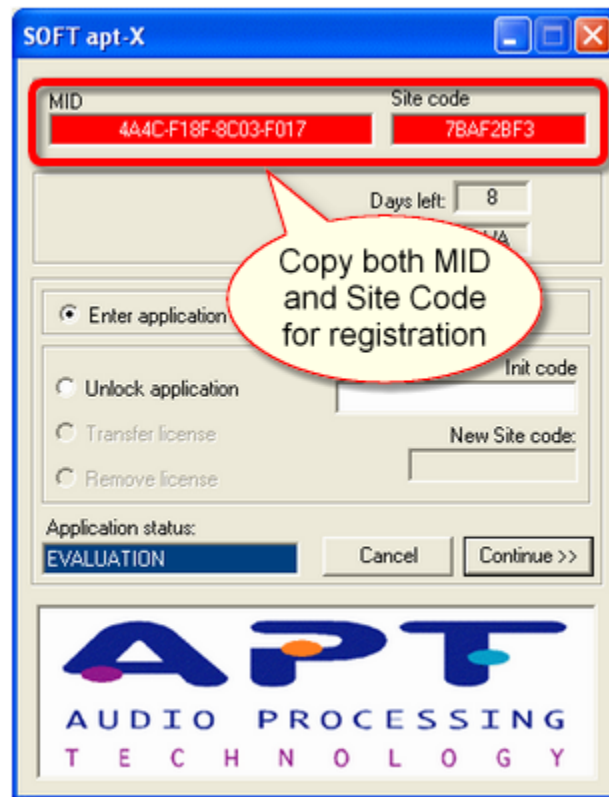 SOFT apt-X
MID Site code
4A4C-F18F-8C03-F017 7BAF2BF3
Days left: 8
Copy both MID
and Site Code
for registration
Enter application
Init code
Unlock application
Transfer license
New Site code:
Remove license
Application status:
EVALUATION
Cancel Continue >>
APT
AUDIO PROCESSING
TECHNOLOGY